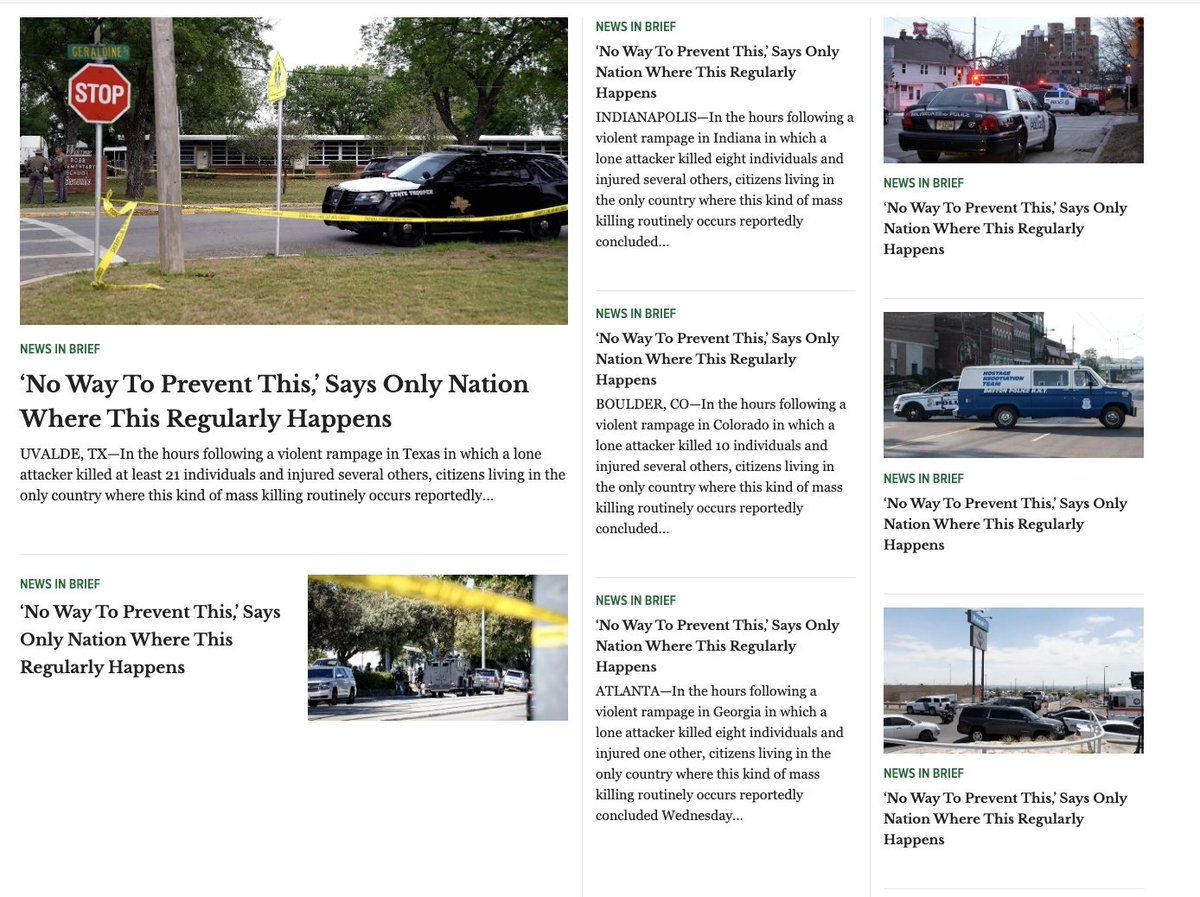 GERALDINE
STOP
ROBB
ELEMENTARY
SCHOOL
STATE TROOPER
NEWS IN BRIEF
‘No Way To Prevent This,’ Says Only Nation
Where This Regularly Happens
UVALDE, TX—In the hours following a violent rampage in Texas in which a lone
attacker killed at least 21 individuals and injured several others, citizens living in the
only country where this kind of mass killing routinely occurs reportedly...
NEWS IN BRIEF
‘No Way To Prevent This,’ Says
Only Nation Where This
Regularly Happens
NEWS IN BRIEF
‘No Way To Prevent This,’ Says Only
Nation Where This Regularly
Happens
INDIANAPOLIS—In the hours following a
violent rampage in Indiana in which a
lone attacker killed eight individuals and
injured several others, citizens living in
the only country where this kind of mass
killing routinely occurs reportedly
concluded...
NEWS IN BRIEF
‘No Way To Prevent This,’ Says Only
Nation Where This Regularly
Happens
BOULDER, CO—In the hours following a
violent rampage in Colorado in which a
lone attacker killed 10 individuals and
injured several others, citizens living in
the only country where this kind of mass
killing routinely occurs reportedly
concluded...
NEWS IN BRIEF
‘No Way To Prevent This,’ Says Only
Nation Where This Regularly
Happens
ATLANTA—In the hours following a
violent rampage in Georgia in which a
lone attacker killed eight individuals and
injured one other, citizens living in the
only country where this kind of mass
killing routinely occurs reportedly
concluded Wednesday...
MILWAUKEE POLICE
NEWS IN BRIEF
‘No Way To Prevent This,’ Says Only
Nation Where This Regularly
Happens
HOSTAGE
NEGOTIATION
TEAM
NEWS IN BRIEF
‘No Way To Prevent This,’ Says Only
Nation Where This Regularly
Happens
NEWS IN BRIEF
‘No Way To Prevent This,’ Says Only
Nation Where This Regularly
Happens